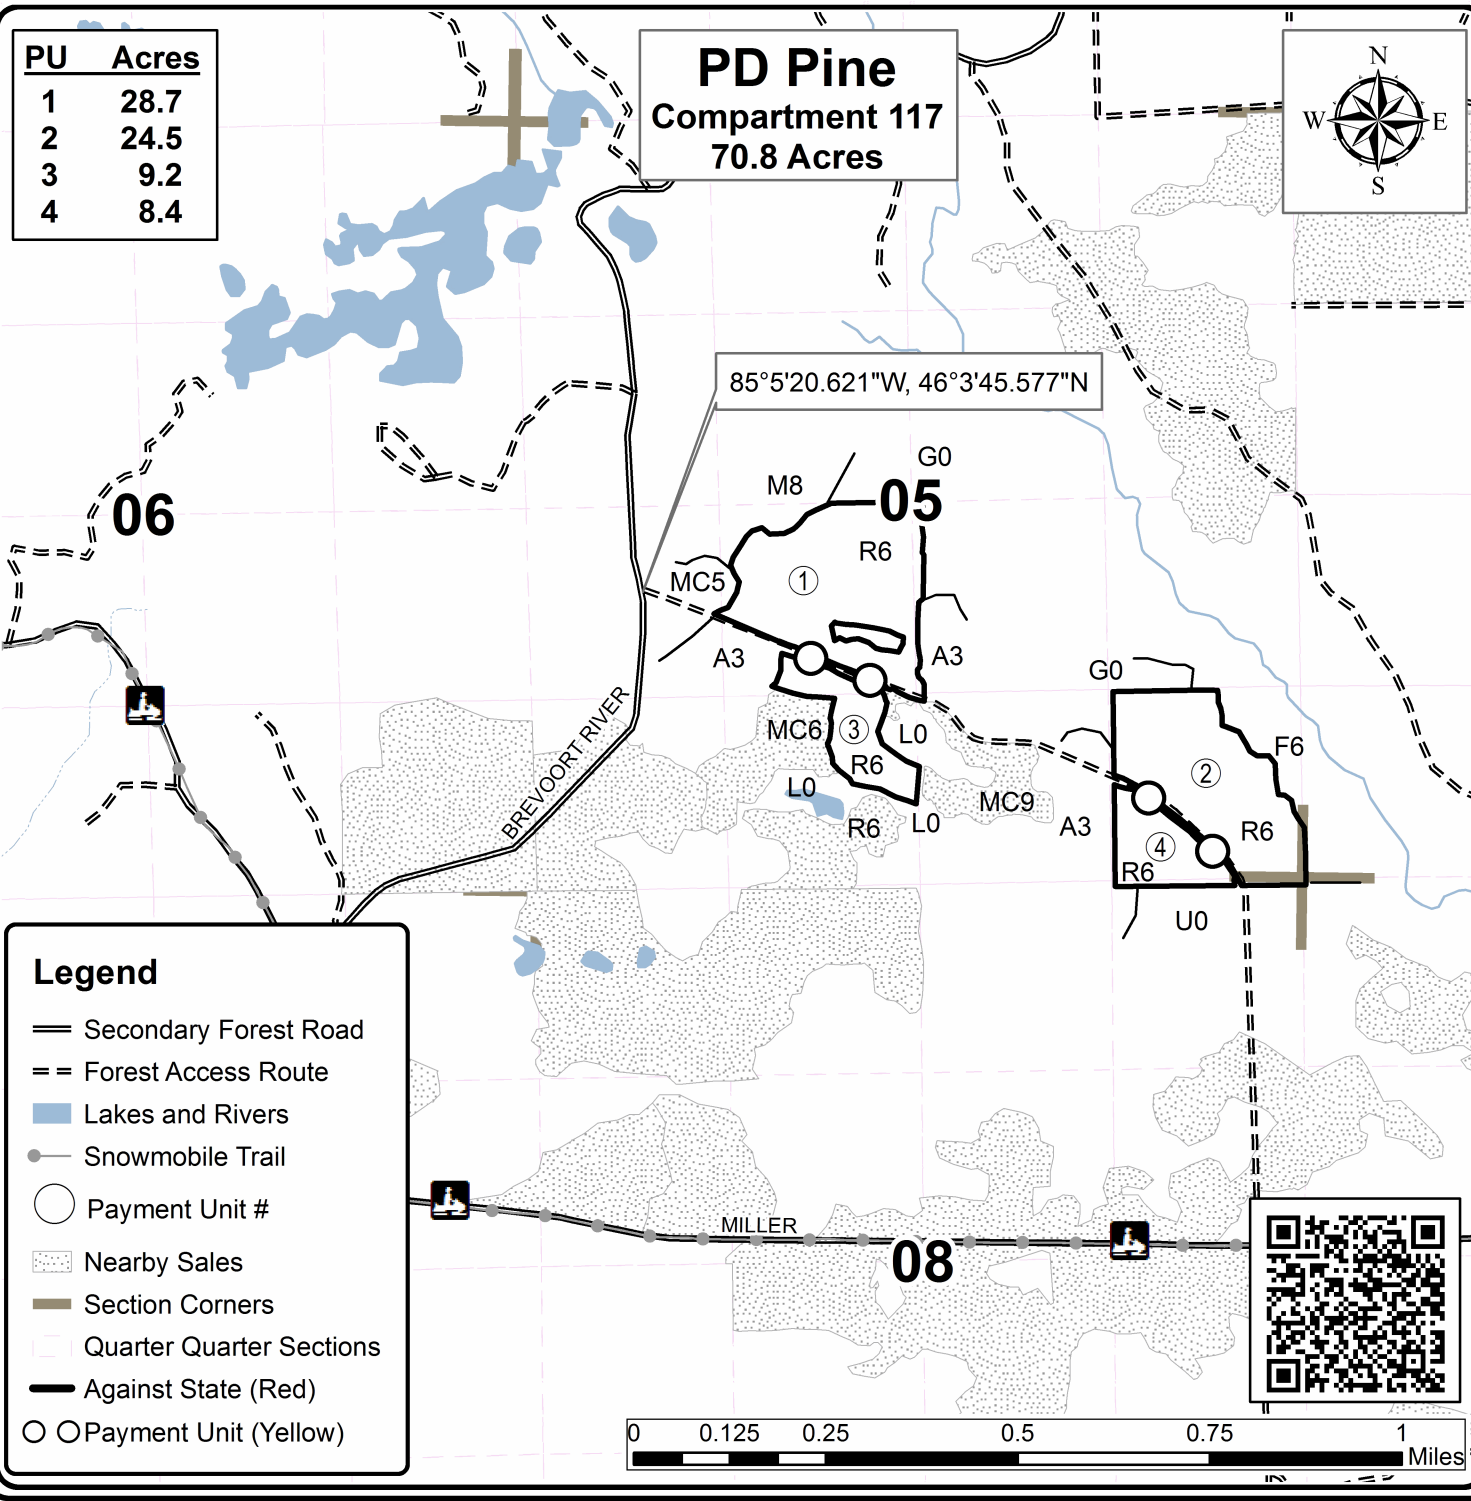 PU Acres
1 28.7
2 24.5
3 9.2
4 8.4
PD Pine
Compartment 117
70.8 Acres
N
W E
S
85°5'20.621"W, 46°3'45.577"N
G0
M8
05
06
R6
MC5
1
A3
A3
G0
MC6
3
L0
F6
R6
2
L0
MC9
R6
L0
A3
R6
4
R6
U0
BREVOORT RIVER
MILLER
08
Legend
Secondary Forest Road
Forest Access Route
Lakes and Rivers
Snowmobile Trail
Payment Unit #
Nearby Sales
Section Corners
Quarter Quarter Sections
Against State (Red)
Payment Unit (Yellow)
0 0.125 0.25 0.5 0.75 1
Miles